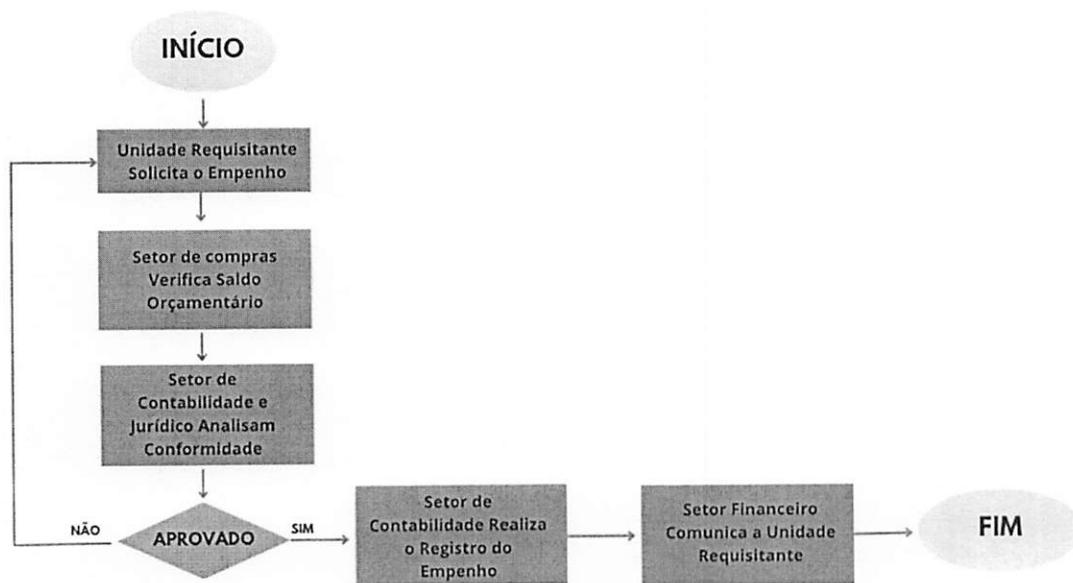 INÍCIO
Unidade Requisitante
Solicita o Empenho
Setor de compras
Verifica Saldo
Orçamentário
Setor de
Contabilidade e
Jurídico Analisam
Conformidade
NÃO
APROVADO
SIM
Setor de
Contabilidade Realiza
o Registro do
Empenho
Setor Financeiro
Comunica a Unidade
Requisitante
FIM